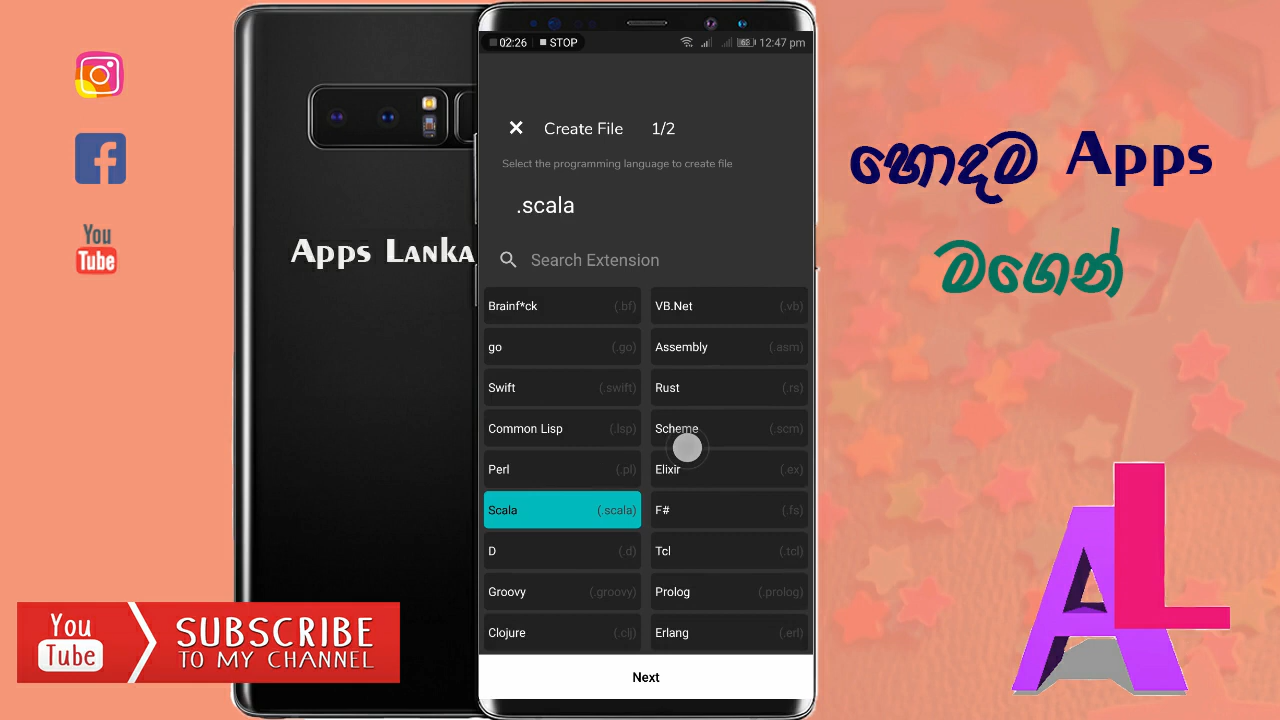 You
Tube
Apps Lanka
02:26 STOP
63 12:47 pm
Create File 1/2
Select the programming language to create file
.scala
Search Extension
Brainf*ck (.bf) VB.Net (.vb)
go (.go) Assembly (.asm)
Swift (.swift) Rust (.rs)
Common Lisp (.lsp) Scheme (.scm)
Perl (.pl) Elixir (.ex)
Scala (.scala) F# (.fs)
D (.d) Tcl (.tcl)
Groovy (.groovy) Prolog (.prolog)
Clojure (.clj) Erlang (.erl)
Next
හොදම Apps
මගෙන්
AL
You
Tube
SUBSCRIBE
TO MY CHANNEL